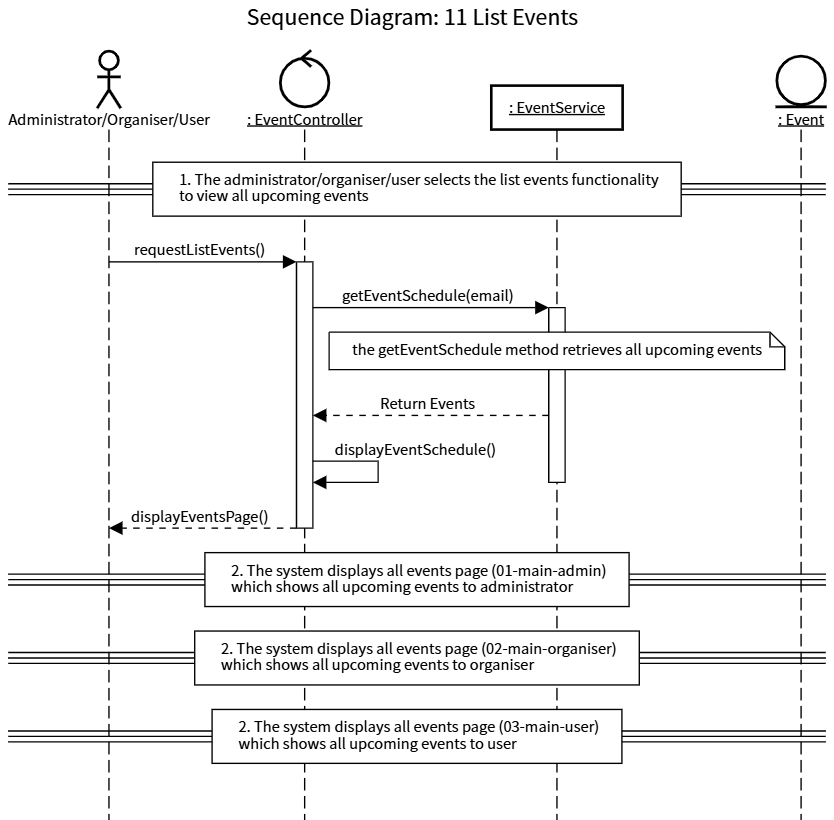 Sequence Diagram: 11 List Events
Administrator/Organiser/User
: EventController
: EventService
: Event
1. The administrator/organiser/user selects the list events functionality
to view all upcoming events
requestListEvents()
getEventSchedule(email)
the getEventSchedule method retrieves all upcoming events
Return Events
displayEventSchedule()
displayEventsPage()
2. The system displays all events page (01-main-admin)
which shows all upcoming events to administrator
2. The system displays all events page (02-main-organiser)
which shows all upcoming events to organiser
2. The system displays all events page (03-main-user)
which shows all upcoming events to user